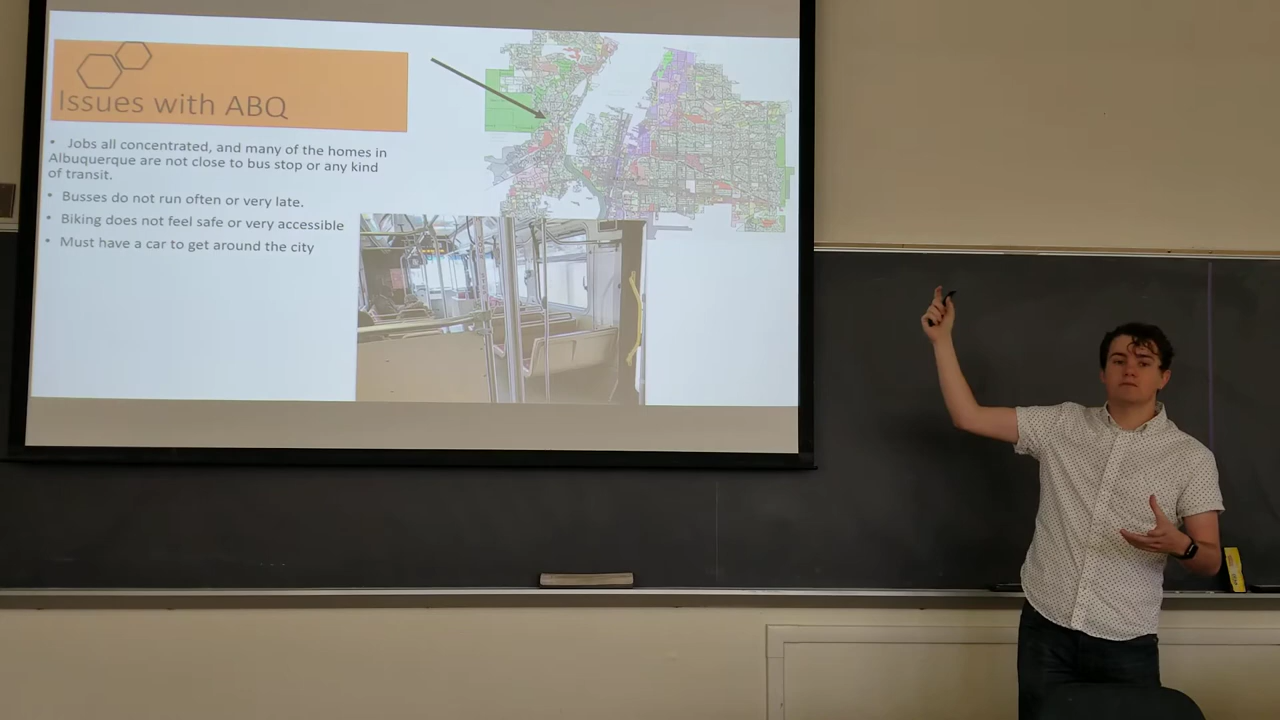 Issues with ABQ
• Jobs all concentrated, and many of the homes in
Albuquerque are not close to bus stop or any kind
of transit.
• Busses do not run often or very late.
• Biking does not feel safe or very accessible
• Must have a car to get around the city